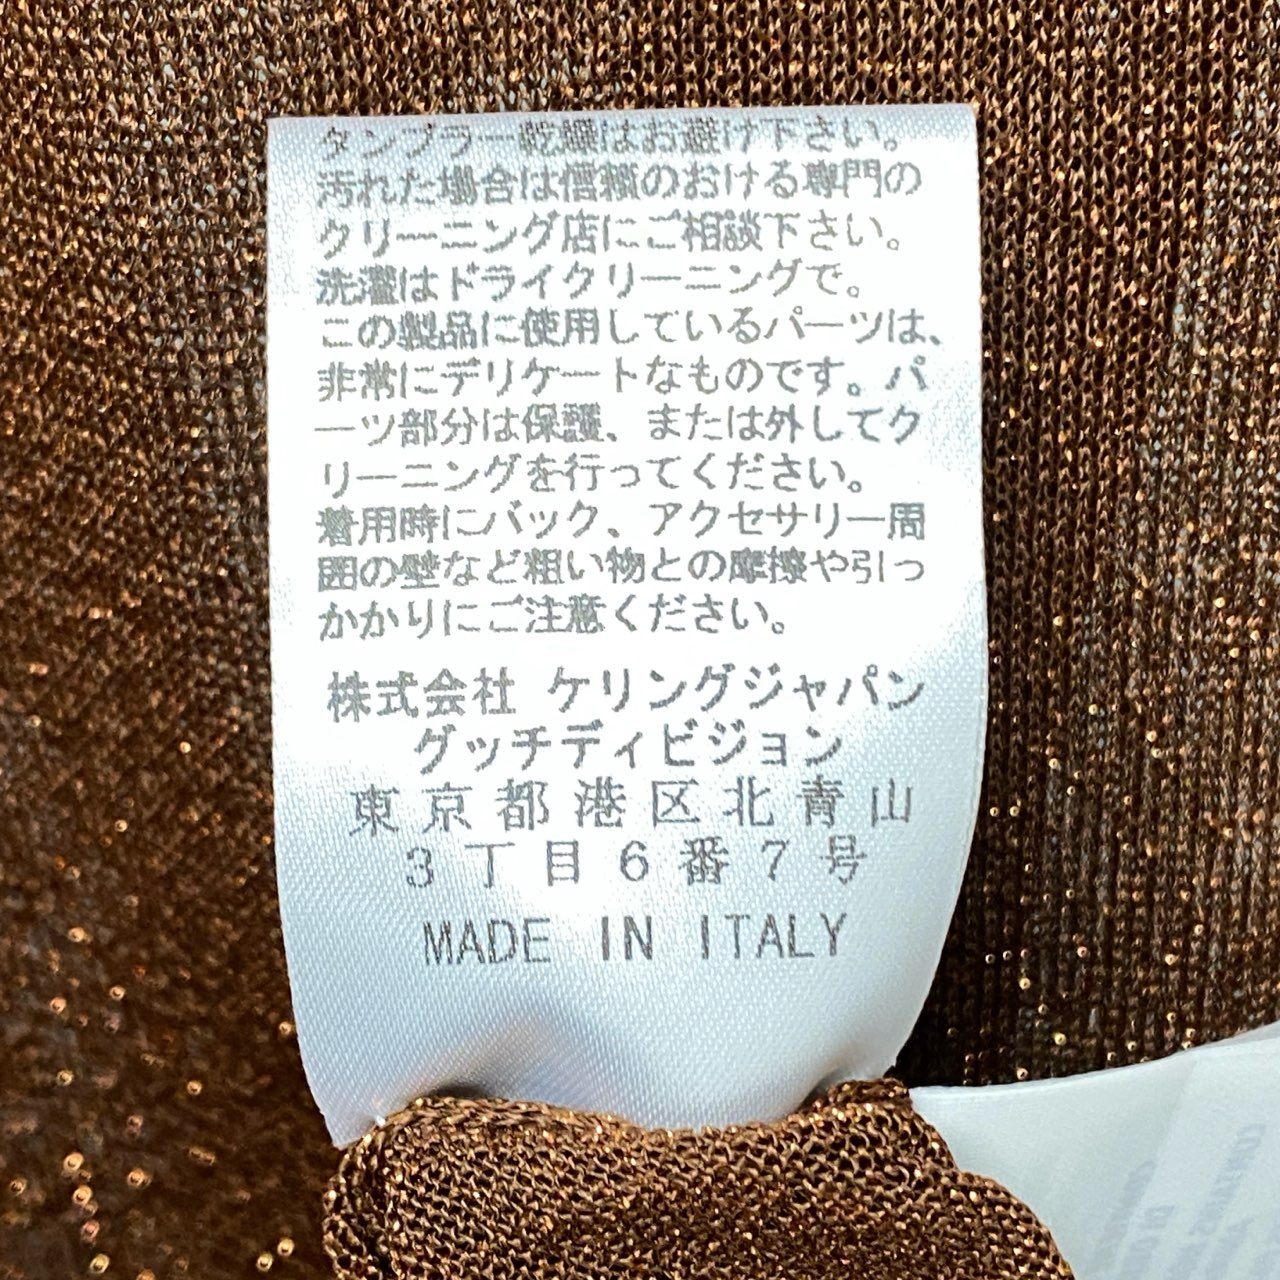 タンブラー乾燥はお避け下さい。
汚れた場合は信頼のおける専門の
クリーニング店にご相談下さい。
洗濯はドライクリーニングで。
この製品に使用しているパーツは、
非常にデリケートなものです。パ
ーツ部分は保護、または外してク
リーニングを行ってください。
着用時にバック、アクセサリー周
囲の壁など粗い物との摩擦や引っ
かかりにご注意ください。
株式会社 ケリングジャパン
グッチディビジョン
東京都港区北青山
3丁目6番7号
MADE IN ITALY